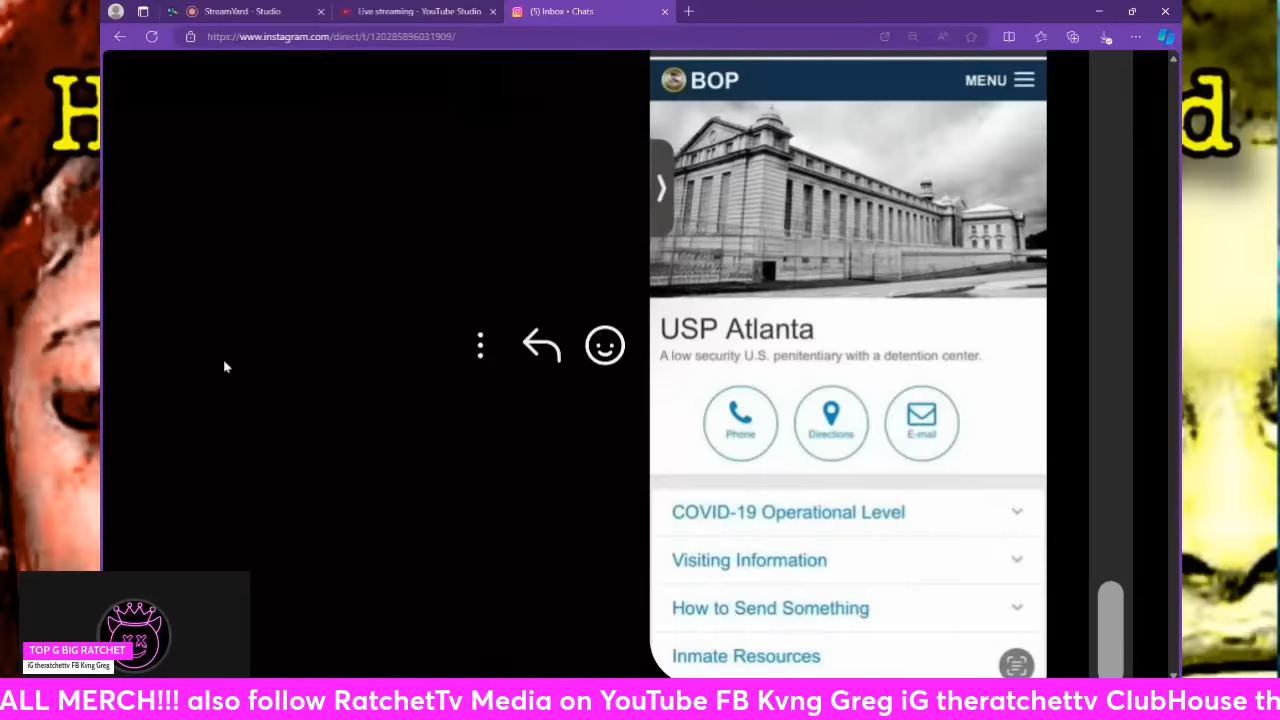 StreamYard - Studio
Live streaming - YouTube Studio
(5) Inbox • Chats
https://www.instagram.com/direct/t/120285896031909/
H
d
BOP
MENU
USP Atlanta
A low security U.S. penitentiary with a detention center.
Phone
Directions
E-mail
COVID-19 Operational Level
Visiting Information
How to Send Something
Inmate Resources
TOP G BIG RATCHET
iG theratchettv FB Kvng Greg
ALL MERCH!!! also follow RatchetTv Media on YouTube FB Kvng Greg iG theratchettv ClubHouse th